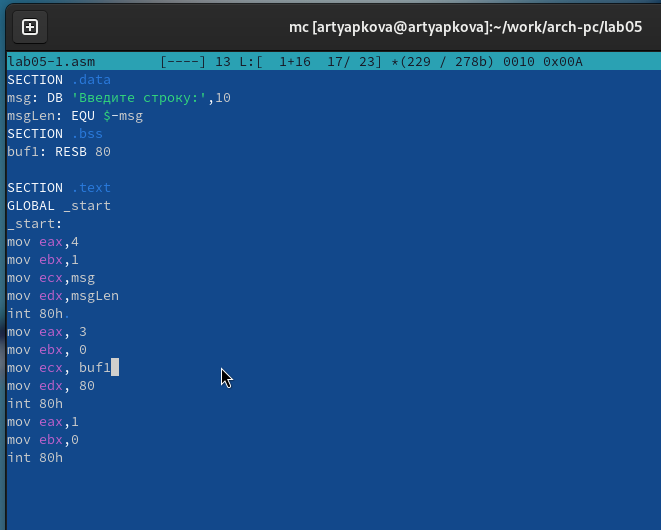 mc [artyapkova@artyapkova]:~/work/arch-pc/lab05
lab05-1.asm [----] 13 L:[ 1+16 17/ 23] *(229 / 278b) 0010 0x00A
SECTION .data
msg: DB 'Введите строку:',10
msgLen: EQU $-msg
SECTION .bss
buf1: RESB 80
SECTION .text
GLOBAL _start
_start:
mov eax,4
mov ebx,1
mov ecx,msg
mov edx,msgLen
int 80h.
mov eax, 3
mov ebx, 0
mov ecx, buf1
mov edx, 80
int 80h
mov eax,1
mov ebx,0
int 80h